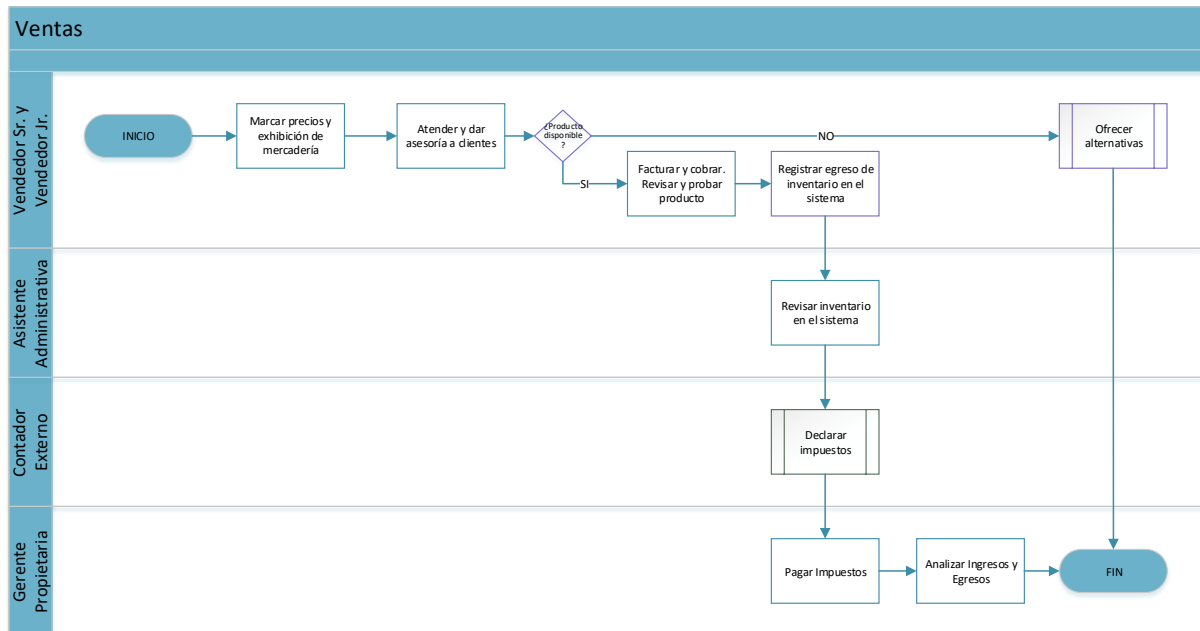 Ventas
Vendedor Sr. y
Vendedor Jr.
INICIO
Marcar precios y
exhibición de
mercadería
Atender y dar
asesoría a clientes
¿Producto
disponible
?
NO
Ofrecer
alternativas
SI
Facturar y cobrar.
Revisar y probar
producto
Registrar egreso de
inventario en el
sistema
Asistente
Administrativa
Revisar inventario
en el sistema
Contador
Externo
Declarar
impuestos
Gerente
Propietaria
Pagar Impuestos
Analizar Ingresos y
Egresos
FIN